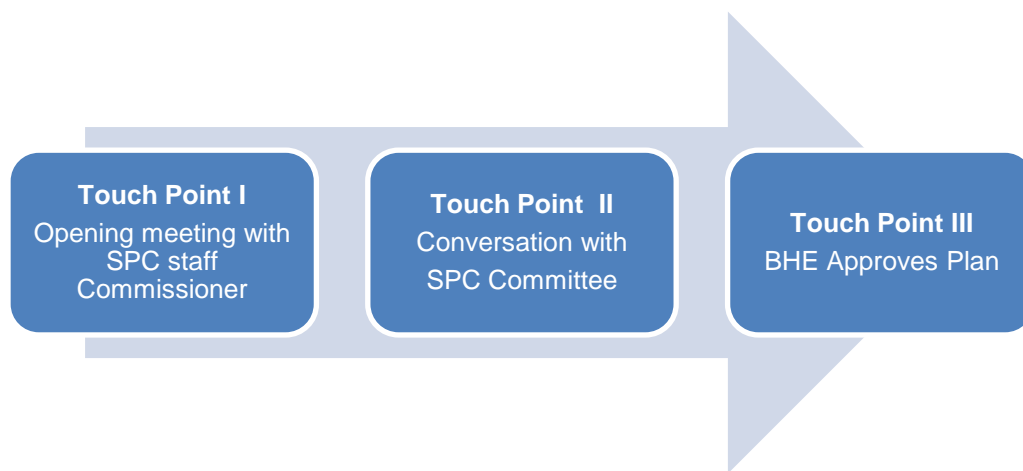 Touch Point I
Opening meeting with
SPC staff
Commissioner
Touch Point II
Conversation with
SPC Committee
Touch Point III
BHE Approves Plan